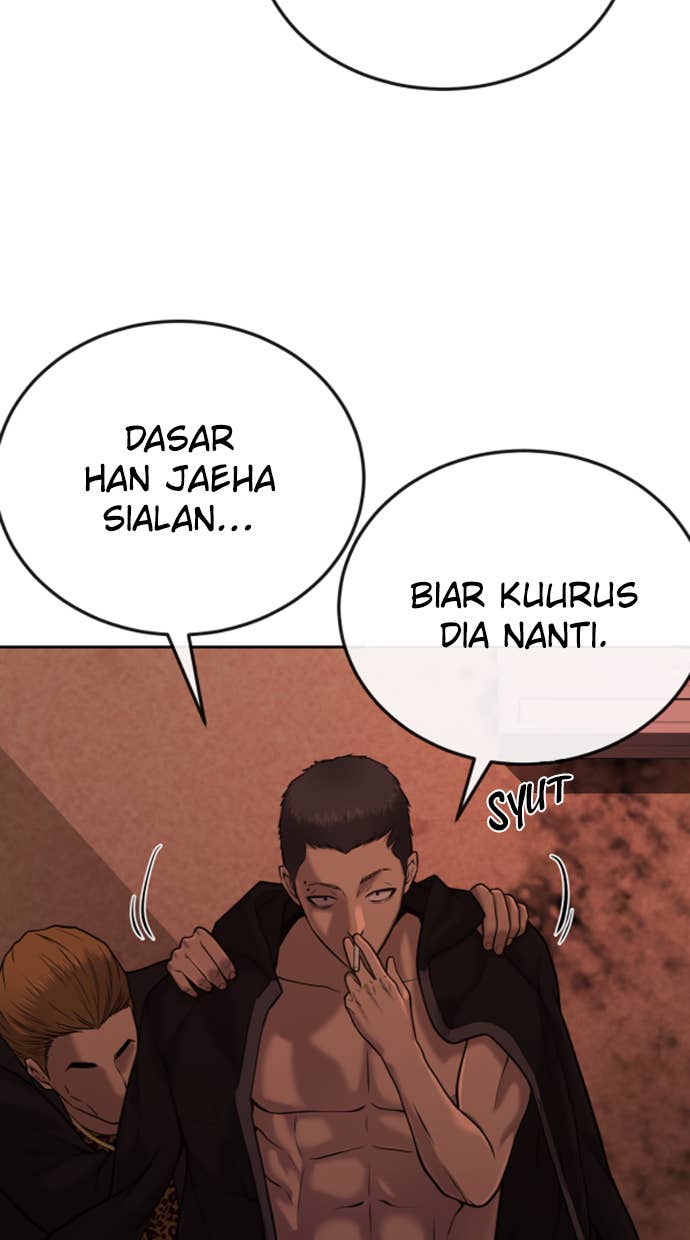 DASAR
HAN JAEHA
SIALAN...
BIAR KUURUS
DIA NANTI.
SYUT